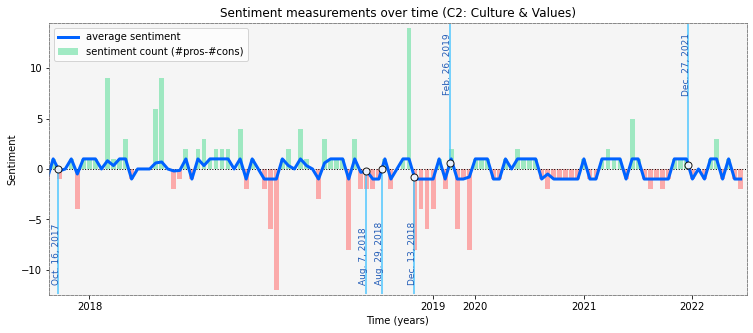 Sentiment measurements over time (C2: Culture & Values)
average sentiment
sentiment count (#pros-#cons)
Sentiment
10
5
0
−5
−10
Oct. 16, 2017
Aug. 7, 2018
Aug. 29, 2018
Dec. 13, 2018
Feb. 26, 2019
Dec. 27, 2021
2018
2019
2020
2021
2022
Time (years)